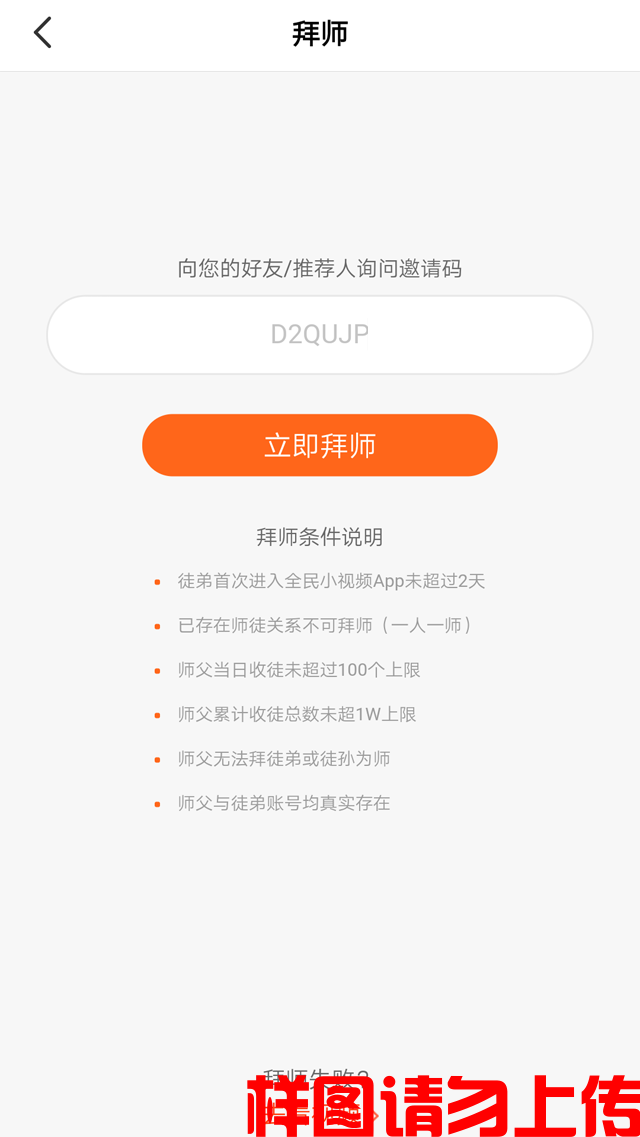 拜师
向您的好友/推荐人询问邀请码
D2QUJP
立即拜师
拜师条件说明
徒弟首次进入全民小视频App未超过2天
已存在师徒关系不可拜师（一人一师）
师父当日收徒未超过100个上限
师父累计收徒总数未超1W上限
师父无法拜徒弟或徒孙为师
师父与徒弟账号均真实存在
拜师失败?
样图请勿上传